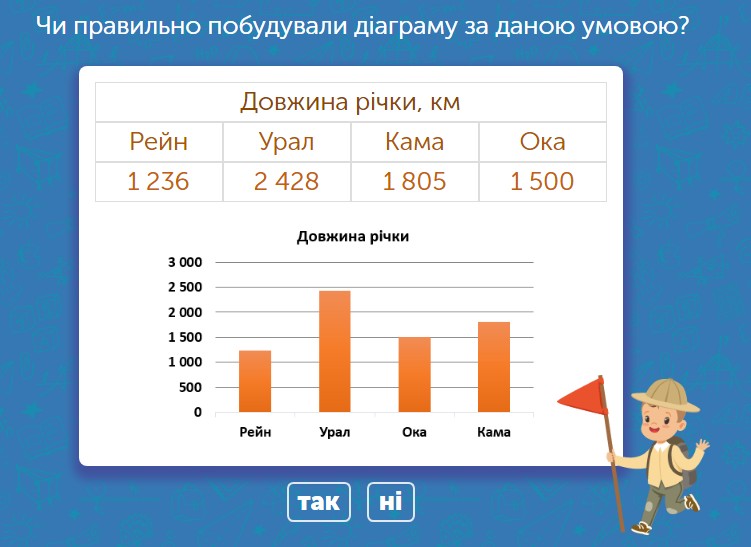 Чи правильно побудували діаграму за даною умовою?
Довжина річки, км
Рейн Урал Кама Ока
1 236 2 428 1 805 1 500
Довжина річки
3 000
2 500
2 000
1 500
1 000
500
0
Рейн Урал Ока Кама
так ні